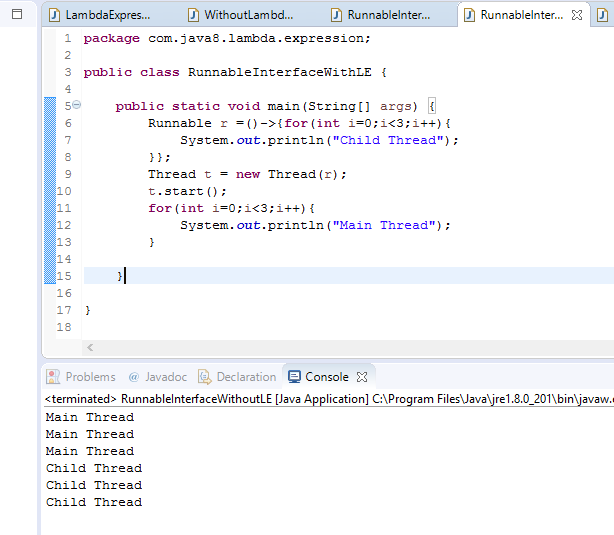 LambdaExpres... WithoutLambd... RunnableInter... RunnableInter...
1 package com.java8.lambda.expression;
2
3 public class RunnableInterfaceWithLE {
4
5 public static void main(String[] args) {
6 Runnable r =()->{for(int i=0;i<3;i++){
7 System.out.println("Child Thread");
8 }};
9 Thread t = new Thread(r);
10 t.start();
11 for(int i=0;i<3;i++){
12 System.out.println("Main Thread");
13 }
14
15 }
16
17 }
18
Problems @ Javadoc Declaration Console
<terminated> RunnableInterfaceWithoutLE [Java Application] C:\Program Files\Java\jre1.8.0_201\bin\javaw.
Main Thread
Main Thread
Main Thread
Child Thread
Child Thread
Child Thread